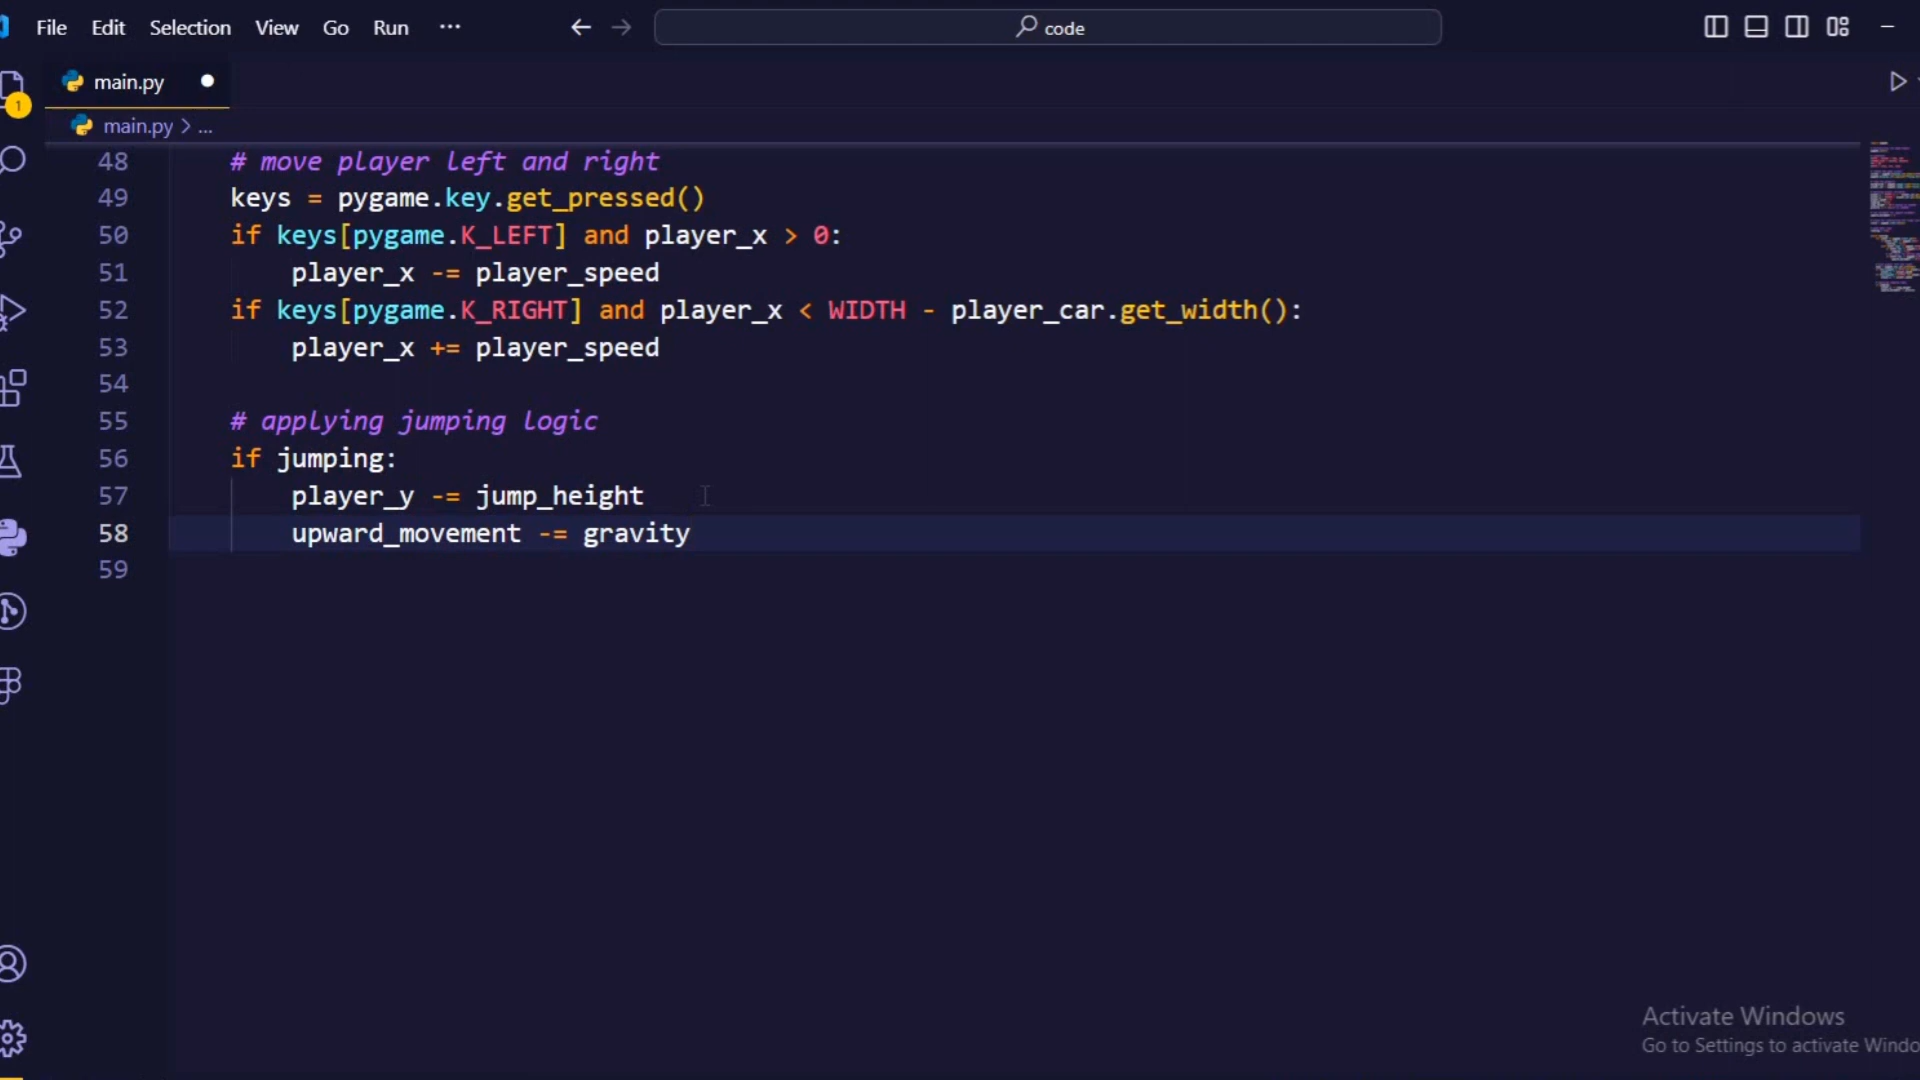 File Edit Selection View Go Run ...
code
main.py
1
main.py > ...
48 # move player left and right
49 keys = pygame.key.get_pressed()
50 if keys[pygame.K_LEFT] and player_x > 0:
51 player_x -= player_speed
52 if keys[pygame.K_RIGHT] and player_x < WIDTH - player_car.get_width():
53 player_x += player_speed
54
55 # applying jumping logic
56 if jumping:
57 player_y -= jump_height
58 upward_movement -= gravity
59
Activate Windows
Go to Settings to activate Windo